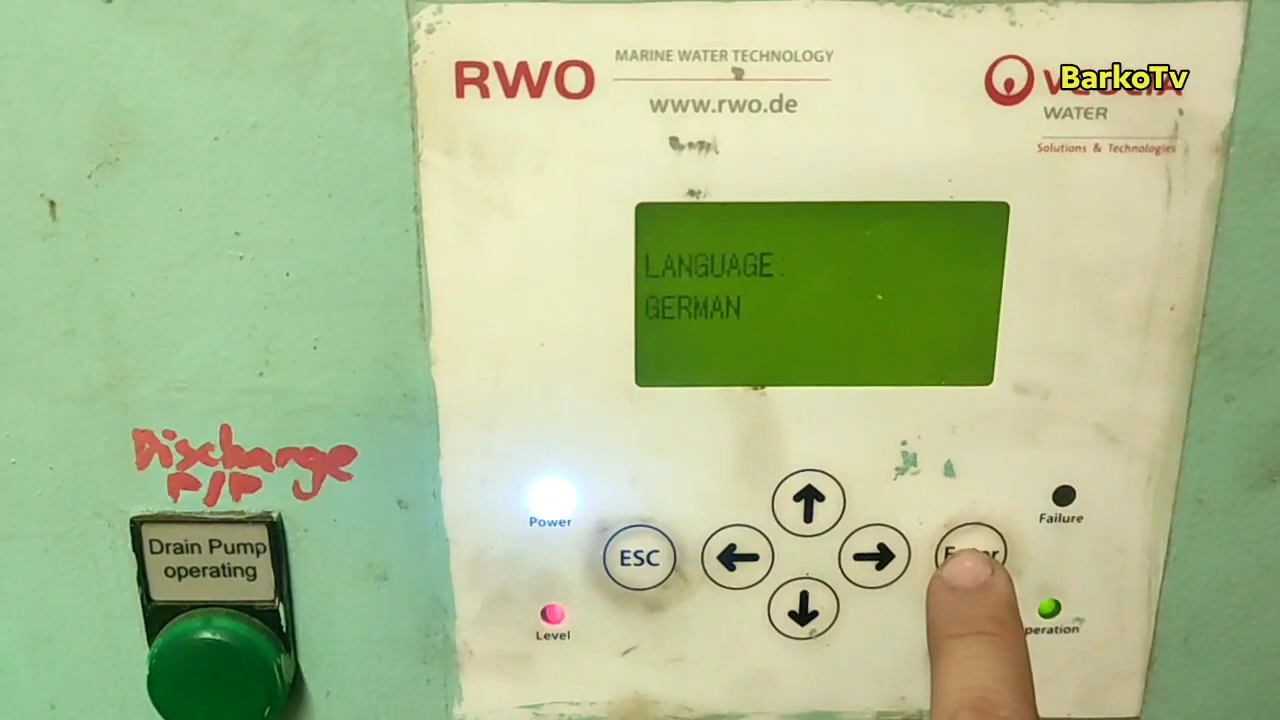 RWO
MARINE WATER TECHNOLOGY
www.rwo.de
BarkoTv
WATER
Solutions & Technologies
LANGUAGE:
GERMAN
Discharge
P/P
Drain Pump
operating
Power
Level
ESC
Failure